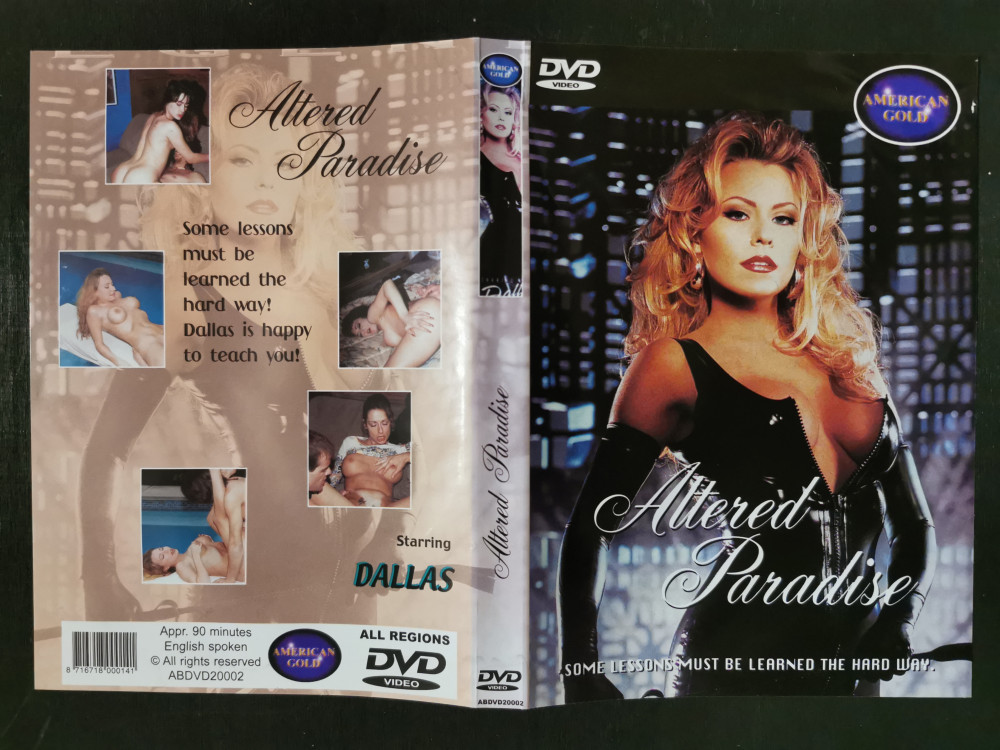 Altered
Paradise
Some lessons
must be
learned the
hard way!
Dallas is happy
to teach you!
Starring
DALLAS
8 716718 000141
Appr. 90 minutes
English spoken
© All rights reserved
ABDVD20002
AMERICAN
GOLD
ALL REGIONS
DVD
VIDEO
AMERICAN
GOLD
Altered Paradise
DVD
VIDEO
ABDVD20002
DVD
VIDEO
AMERICAN
GOLD
Altered
Paradise
SOME LESSONS MUST BE LEARNED THE HARD WAY.